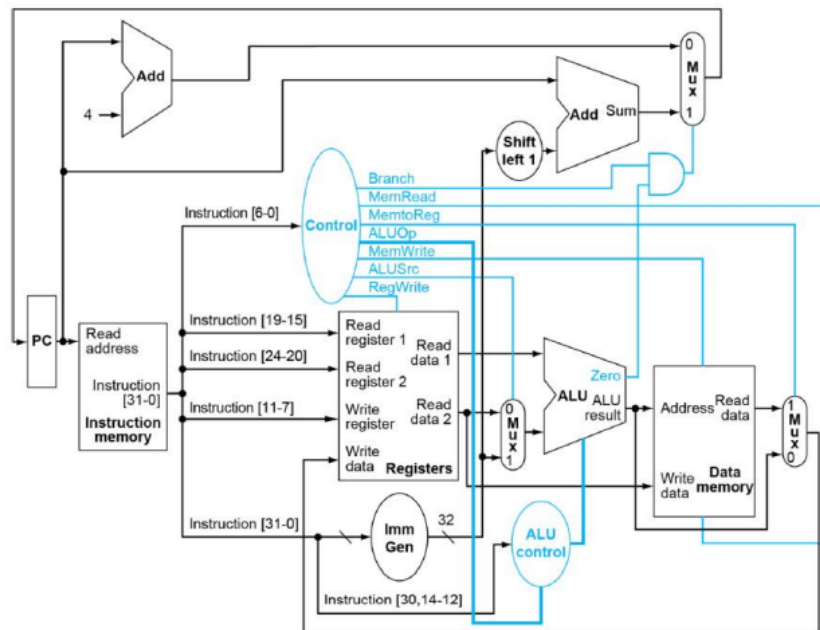 Add
4
Add Sum
0
Mux
1
Shift
left 1
Branch
MemRead
MemtoReg
ALUOp
MemWrite
ALUSrc
RegWrite
Control
Instruction [6-0]
PC
Read
address
Instruction
[31-0]
Instruction
memory
Instruction [19-15]
Instruction [24-20]
Instruction [11-7]
Instruction [31-0]
Instruction [30,14-12]
Read
register 1
Read
register 2
Write
register
Write
data
Read
data 1
Read
data 2
Registers
Imm
Gen
32
0
Mux
1
Zero
ALU
ALU
result
ALU
control
Address
Read
data
Write
data
Data
memory
1
Mux
0